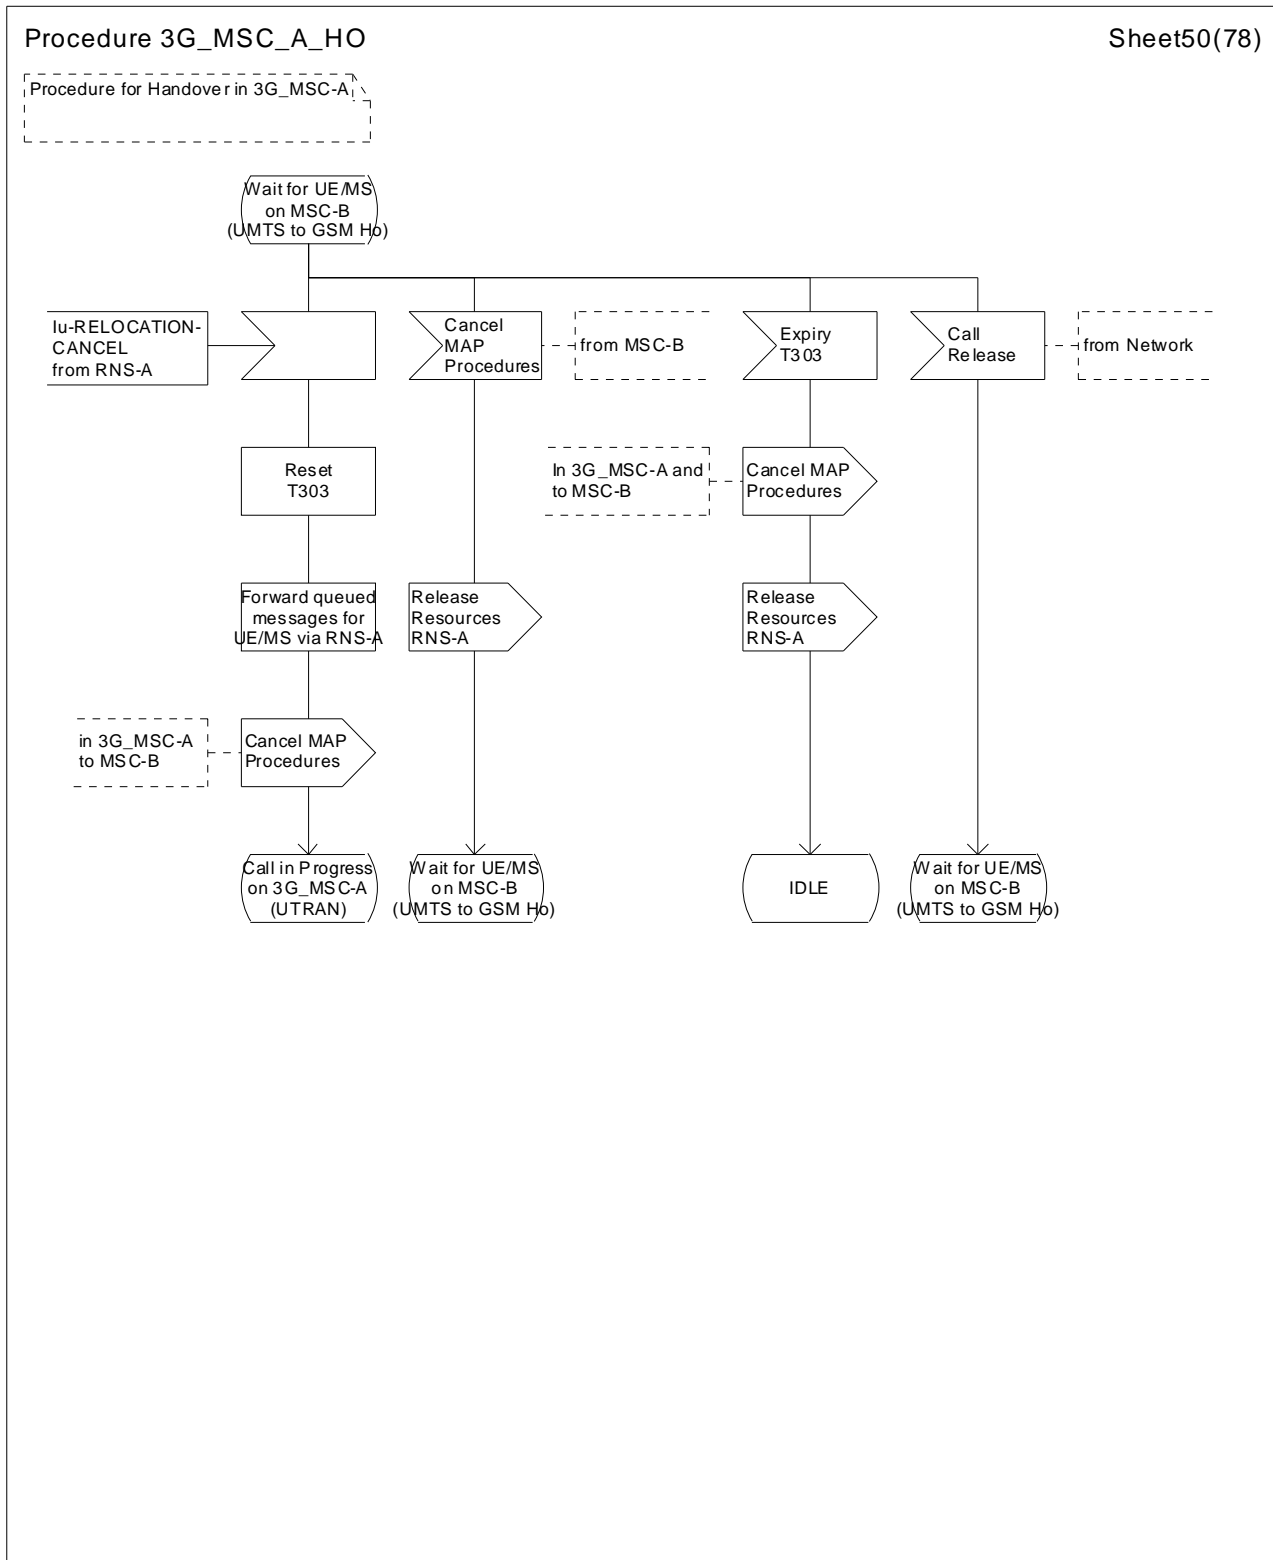 Procedure 3G_MSC_A_HO
Sheet50(78)
Procedure for Handover in 3G_MSC-A
Wait for UE/MS
on MSC-B
(UMTS to GSM Ho)
Iu-RELOCATION-
CANCEL
from RNS-A
Cancel
MAP
Procedures
from MSC-B
Expiry
T303
Call
Release
from Network
Reset
T303
In 3G_MSC-A and
to MSC-B
Cancel MAP
Procedures
Forward queued
messages for
UE/MS via RNS-A
Release
Resources
RNS-A
Release
Resources
RNS-A
in 3G_MSC-A
to MSC-B
Cancel MAP
Procedures
Call in Progress
on 3G_MSC-A
(UTRAN)
Wait for UE/MS
on MSC-B
(UMTS to GSM Ho)
IDLE
Wait for UE/MS
on MSC-B
(UMTS to GSM Ho)